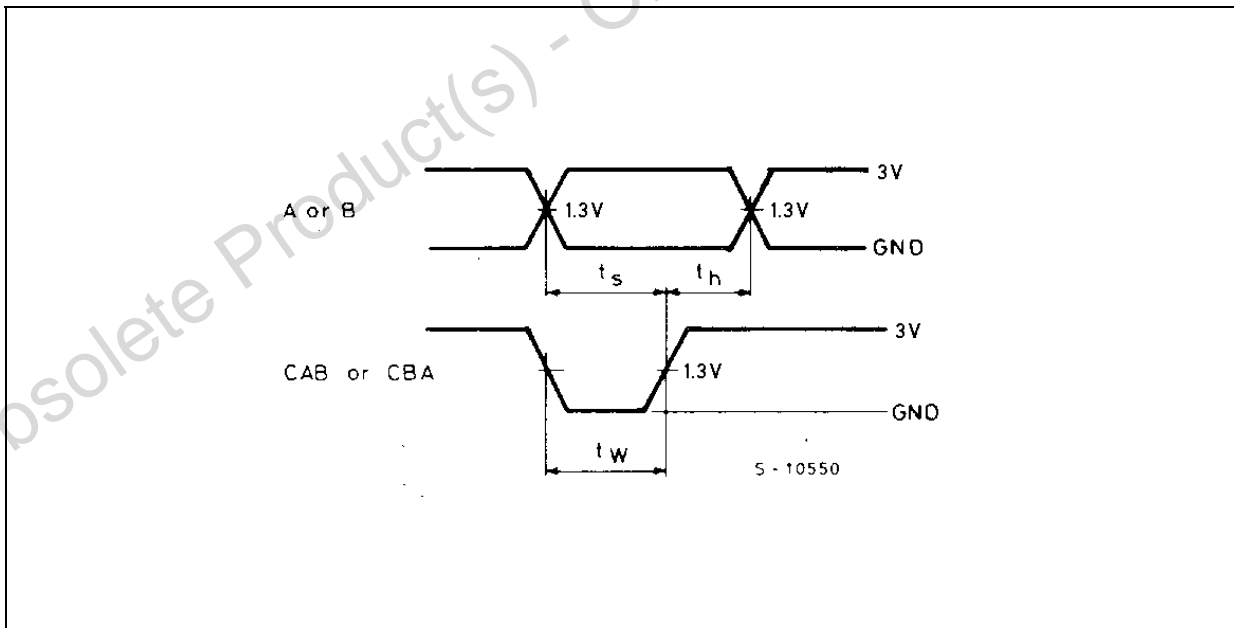 bsolete Product(s) - O
3V
A or B
1.3V
1.3V
GND
ts
th
3V
CAB or CBA
1.3V
GND
tW
S - 10550